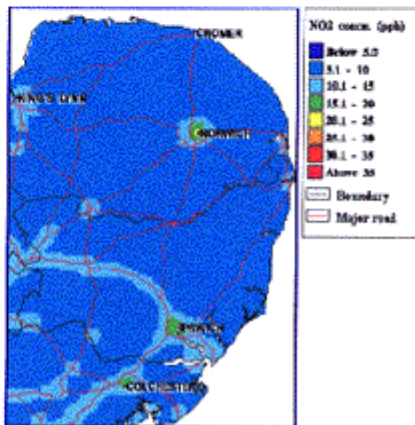 CROMER
KING'S LYNN
NORWICH
IPSWICH
COLCHESTER
NO2 conc. (ppb)
Below 5.0
5.1 - 10
10.1 - 15
15.1 - 20
20.1 - 25
25.1 - 30
30.1 - 35
Above 35
Boundary
Major road